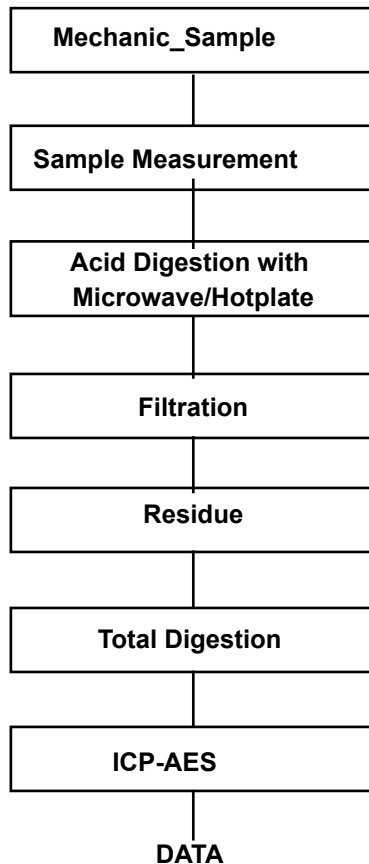 Mechanic_Sample
Sample Measurement
Acid Digestion with
Microwave/Hotplate
Filtration
Residue
Total Digestion
ICP-AES
DATA